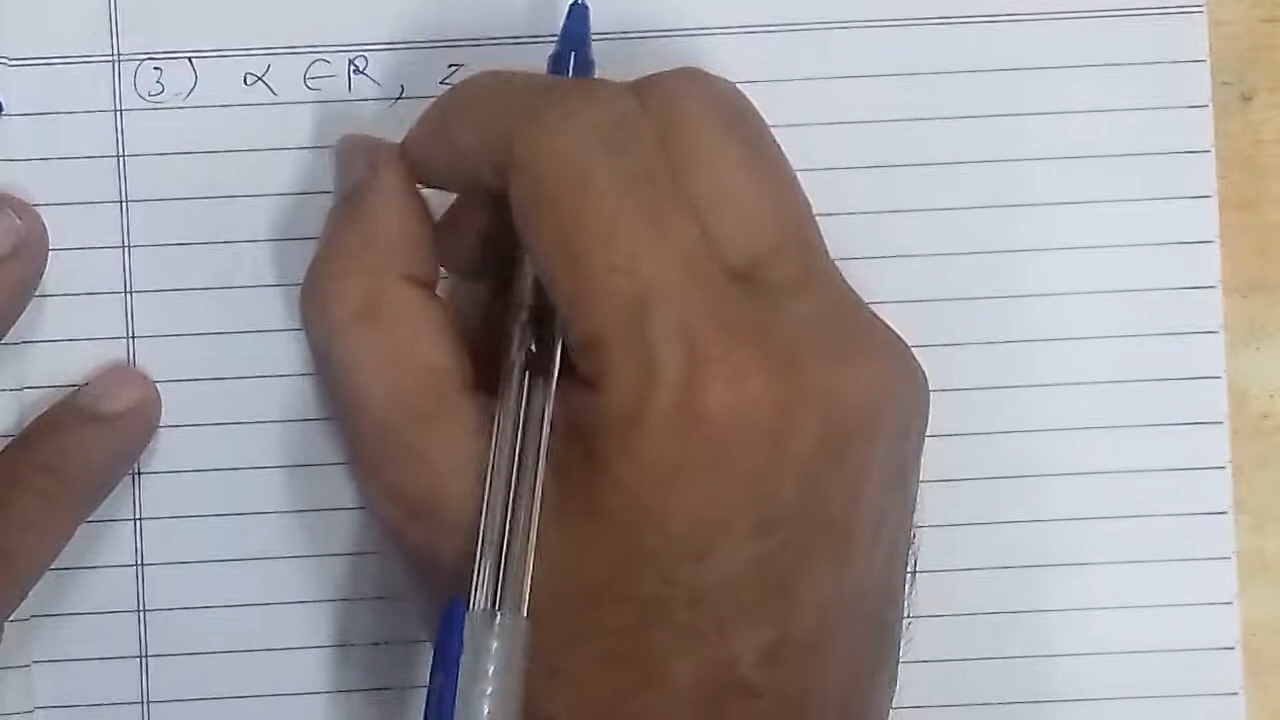 (3.) α ∈ R, z